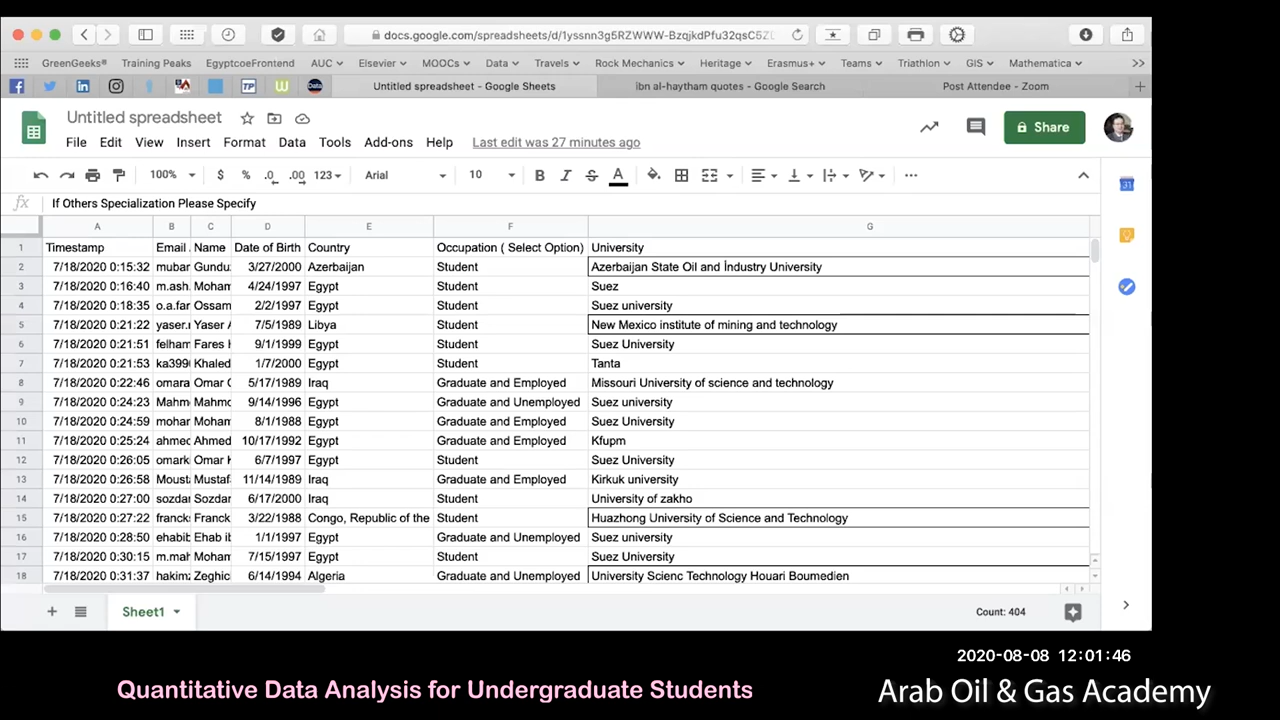 docs.google.com/spreadsheets/d/1yssnn3g5RZWWW-BzqjkdPfu32qsC5ZL
GreenGeeks® Training Peaks EgyptcoeFrontend AUC Elsevier MOOCs Data Travels Rock Mechanics Heritage Erasmus+ Teams Triathlon GIS Mathematica
Untitled spreadsheet - Google Sheets ibn al-haytham quotes - Google Search Post Attendee - Zoom
Untitled spreadsheet
Share
File Edit View Insert Format Data Tools Add-ons Help Last edit was 27 minutes ago
100% $ % .0 .00 123 Arial 10 B I S A
fx If Others Specialization Please Specify
A B C D E F G
1 Timestamp Email Name Date of Birth Country Occupation ( Select Option) University
2 7/18/2020 0:15:32 mubar Gundu 3/27/2000 Azerbaijan Student Azerbaijan State Oil and İndustry University
3 7/18/2020 0:16:40 m.ash. Moham 4/24/1997 Egypt Student Suez
4 7/18/2020 0:18:35 o.a.far Ossam 2/2/1997 Egypt Student Suez university
5 7/18/2020 0:21:22 yaser.r Yaser A 7/5/1989 Libya Student New Mexico institute of mining and technology
6 7/18/2020 0:21:51 felham Fares H 9/1/1999 Egypt Student Suez University
7 7/18/2020 0:21:53 ka399 Khaled 1/7/2000 Egypt Student Tanta
8 7/18/2020 0:22:46 omara Omar 5/17/1989 Iraq Graduate and Employed Missouri University of science and technology
9 7/18/2020 0:24:23 Mahm Mahmo 9/14/1996 Egypt Graduate and Unemployed Suez university
10 7/18/2020 0:24:59 mohar Moham 8/1/1988 Egypt Graduate and Employed Suez University
11 7/18/2020 0:25:24 ahmec Ahmed 10/17/1992 Egypt Graduate and Employed Kfupm
12 7/18/2020 0:26:05 omark Omar 6/7/1997 Egypt Student Suez University
13 7/18/2020 0:26:58 Moust Mustaf 11/14/1989 Iraq Graduate and Employed Kirkuk university
14 7/18/2020 0:27:00 sozdar Sozdar 6/17/2000 Iraq Student University of zakho
15 7/18/2020 0:27:22 franck Franck 3/22/1988 Congo, Republic of the Student Huazhong University of Science and Technology
16 7/18/2020 0:28:50 ehabib Ehab ib 1/1/1997 Egypt Graduate and Unemployed Suez university
17 7/18/2020 0:30:15 m.mah Moham 7/15/1997 Egypt Student Suez University
18 7/18/2020 0:31:37 hakimz Zeghic 6/14/1994 Algeria Graduate and Unemployed University Scienc Technology Houari Boumedien
Sheet1 Count: 404
2020-08-08 12:01:46
Quantitative Data Analysis for Undergraduate Students
Arab Oil & Gas Academy